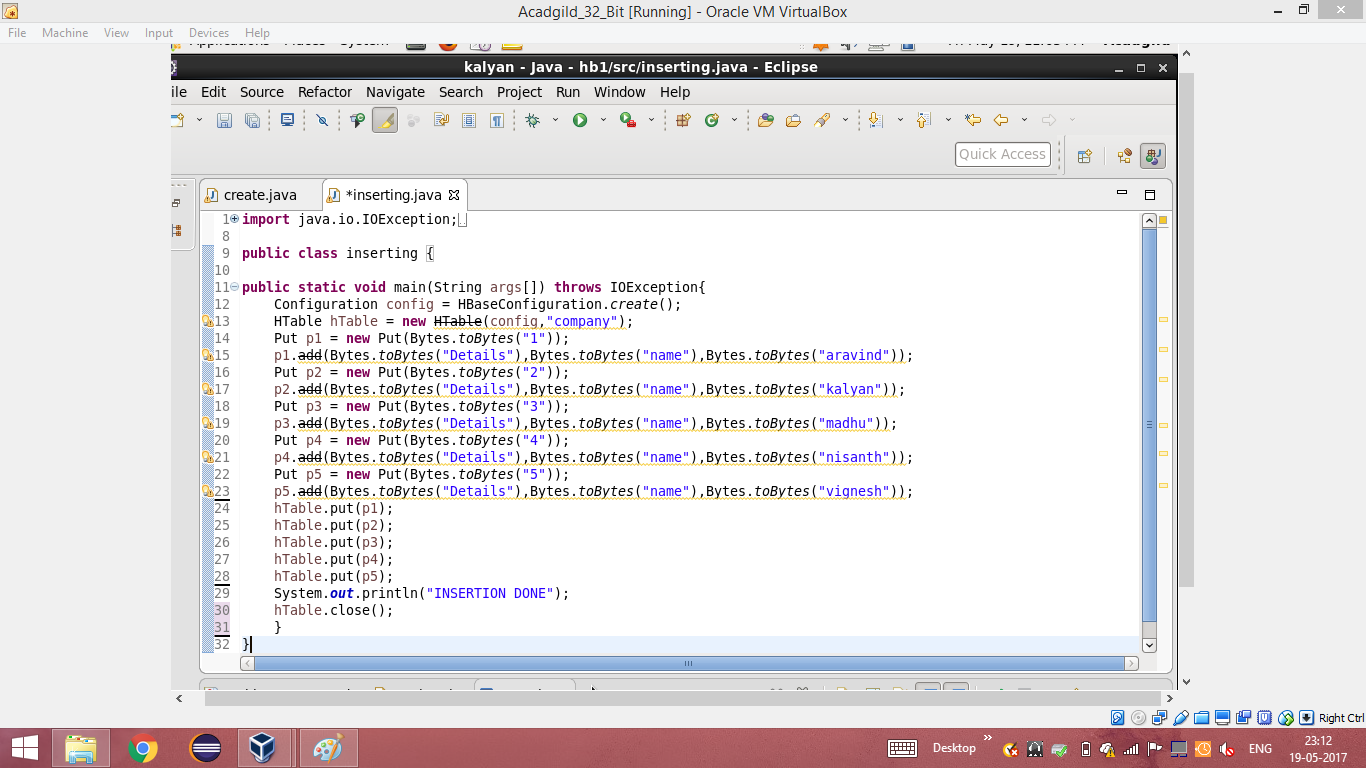 Acadgild_32_Bit [Running] - Oracle VM VirtualBox
File Machine View Input Devices Help
kalyan - Java - hb1/src/inserting.java - Eclipse
ile Edit Source Refactor Navigate Search Project Run Window Help
Quick Access
create.java *inserting.java
1 import java.io.IOException;
8
9 public class inserting {
10
11 public static void main(String args[]) throws IOException{
12 Configuration config = HBaseConfiguration.create();
13 HTable hTable = new HTable(config,"company");
14 Put p1 = new Put(Bytes.toBytes("1"));
15 p1.add(Bytes.toBytes("Details"),Bytes.toBytes("name"),Bytes.toBytes("aravind"));
16 Put p2 = new Put(Bytes.toBytes("2"));
17 p2.add(Bytes.toBytes("Details"),Bytes.toBytes("name"),Bytes.toBytes("kalyan"));
18 Put p3 = new Put(Bytes.toBytes("3"));
19 p3.add(Bytes.toBytes("Details"),Bytes.toBytes("name"),Bytes.toBytes("madhu"));
20 Put p4 = new Put(Bytes.toBytes("4"));
21 p4.add(Bytes.toBytes("Details"),Bytes.toBytes("name"),Bytes.toBytes("nisanth"));
22 Put p5 = new Put(Bytes.toBytes("5"));
23 p5.add(Bytes.toBytes("Details"),Bytes.toBytes("name"),Bytes.toBytes("vignesh"));
24 hTable.put(p1);
25 hTable.put(p2);
26 hTable.put(p3);
27 hTable.put(p4);
28 hTable.put(p5);
29 System.out.println("INSERTION DONE");
30 hTable.close();
31 }
32 }
Right Ctrl
Desktop » ENG 23:12
19-05-2017